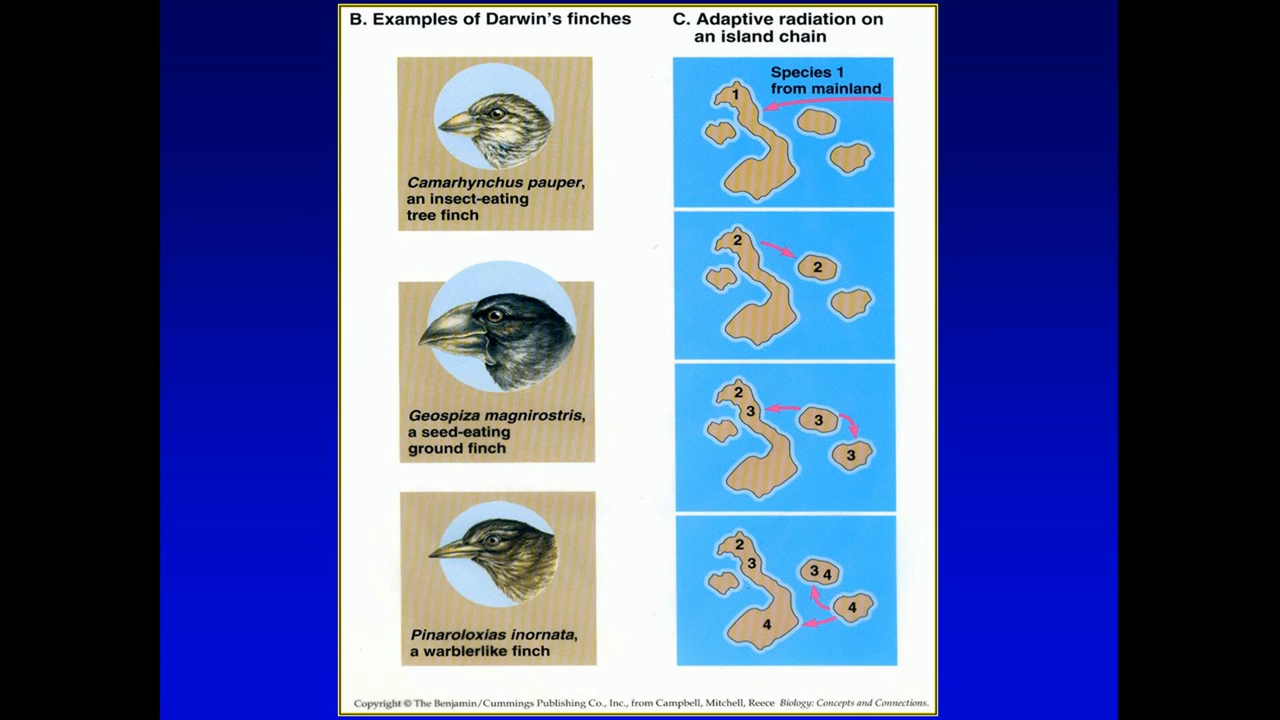 B. Examples of Darwin's finches
Camarhynchus pauper,
an insect-eating
tree finch
Geospiza magnirostris,
a seed-eating
ground finch
Pinaroloxias inornata,
a warblerlike finch
C. Adaptive radiation on
an island chain
Species 1
from mainland
1
2
2
2
3
3
3
2
3
3 4
4
4
Copyright © The Benjamin/Cummings Publishing Co., Inc., from Campbell, Mitchell, Reece Biology: Concepts and Connections.